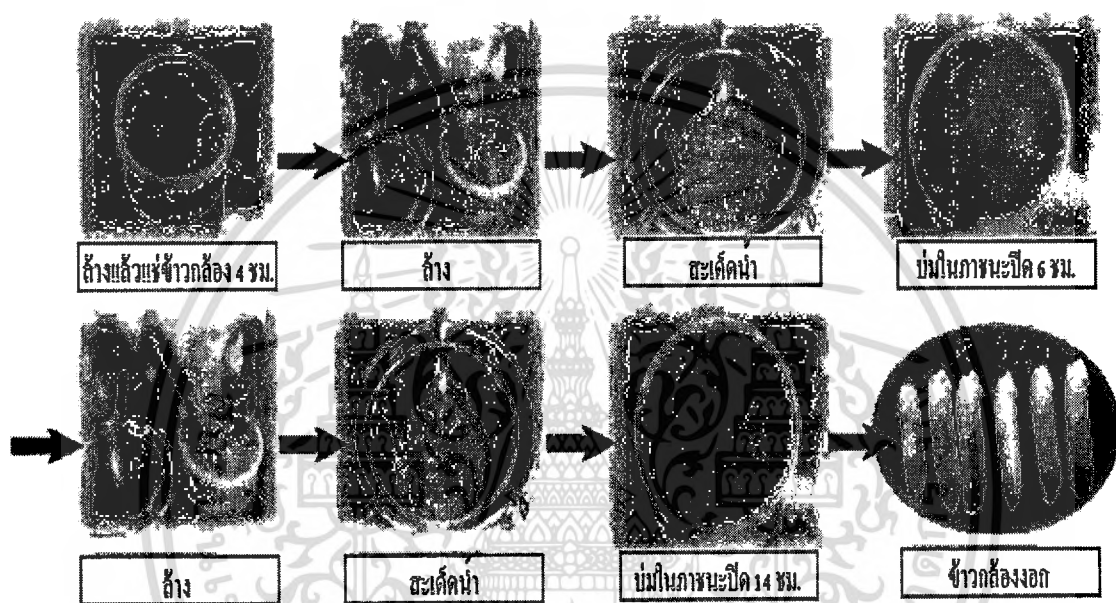 ล้างแล้วแช่ข้าวกล้อง 4 ชม.
ล้าง
สะเด็ดน้ำ
บ่มในภาชนะปิด 6 ชม.
ล้าง
สะเด็ดน้ำ
บ่มในภาชนะปิด 14 ชม.
ข้าวกล้องงอก